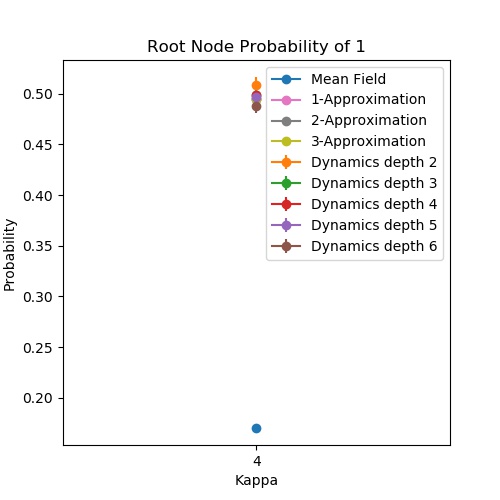 Root Node Probability of 1
Mean Field
1-Approximation
2-Approximation
3-Approximation
Dynamics depth 2
Dynamics depth 3
Dynamics depth 4
Dynamics depth 5
Dynamics depth 6
0.50
0.45
0.40
0.35
0.30
0.25
0.20
Probability
4
Kappa